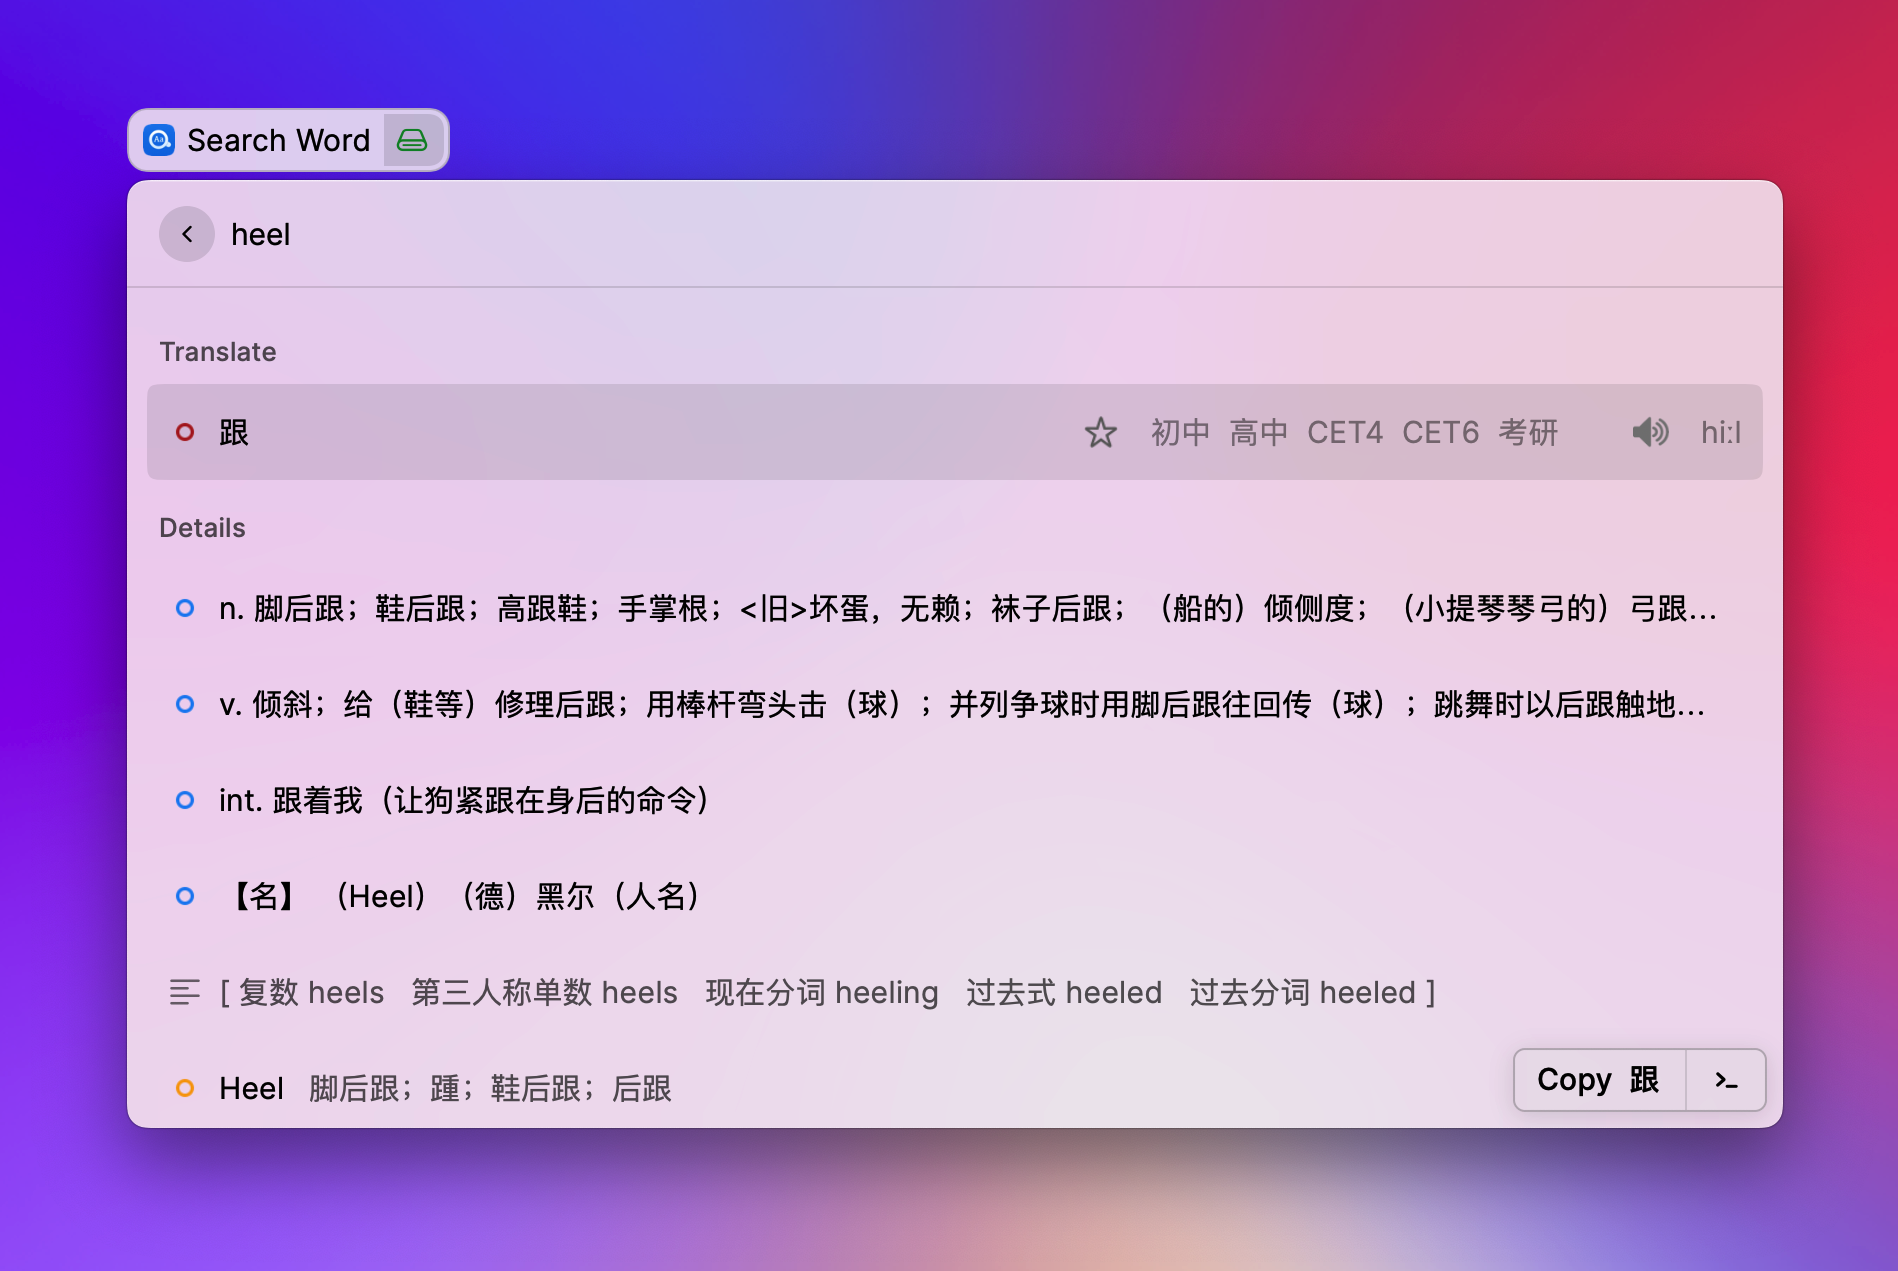 Search Word
heel
Translate
跟 初中 高中 CET4 CET6 考研 hi:l
Details
n. 脚后跟；鞋后跟；高跟鞋；手掌根；<旧>坏蛋，无赖；袜子后跟；（船的）倾侧度；（小提琴琴弓的）弓跟...
v. 倾斜；给（鞋等）修理后跟；用棒杆弯头击（球）；并列争球时用脚后跟往回传（球）；跳舞时以后跟触地...
int. 跟着我（让狗紧跟在身后的命令）
【名】（Heel）（德）黑尔（人名）
[ 复数 heels 第三人称单数 heels 现在分词 heeling 过去式 heeled 过去分词 heeled ]
Heel 脚后跟；踵；鞋后跟；后跟
Copy 跟